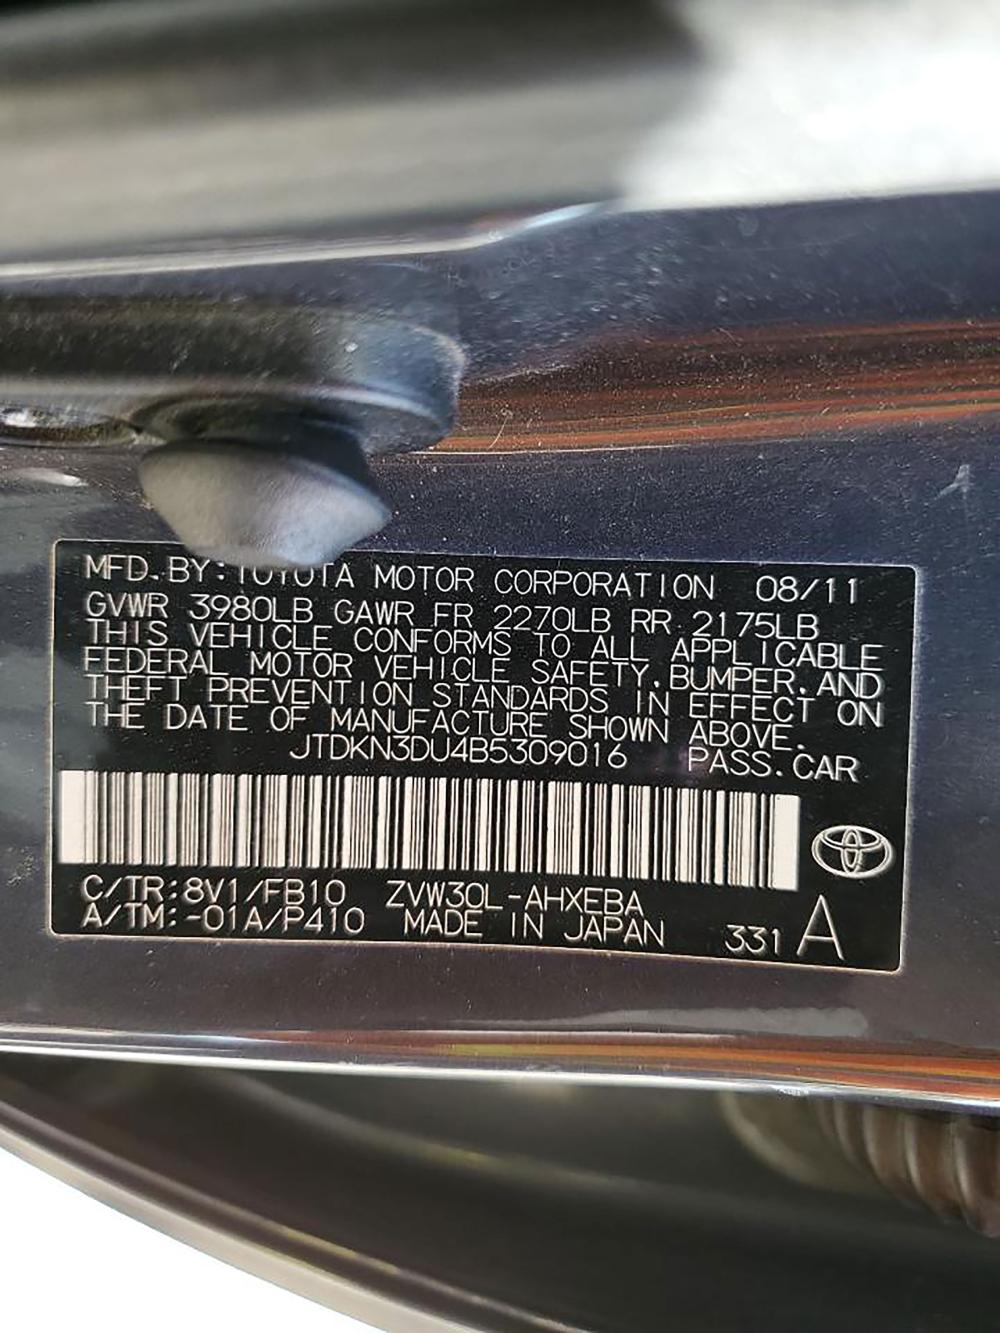 MFD. BY: TOYOTA MOTOR CORPORATION 08/11
GVWR 3980LB GAWR FR 2270LB RR 2175LB
THIS VEHICLE CONFORMS TO ALL APPLICABLE
FEDERAL MOTOR VEHICLE SAFETY, BUMPER, AND
THEFT PREVENTION STANDARDS IN EFFECT ON
THE DATE OF MANUFACTURE SHOWN ABOVE.
JTDKN3DU4B5309016 PASS. CAR
C/TR: 8V1/FB10 ZVW30L-AHXEBA
A/TM: -01A/P410 MADE IN JAPAN 331 A